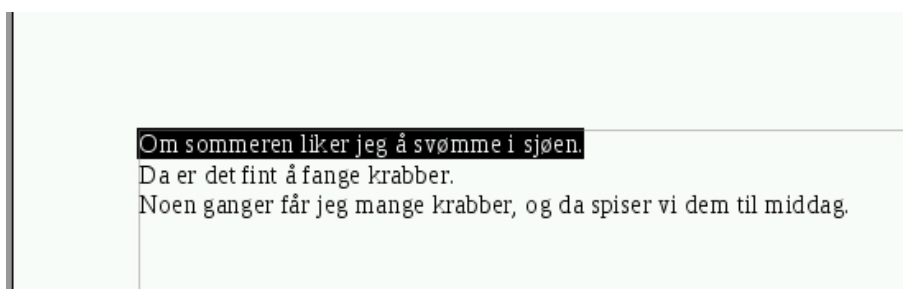 Om sommeren liker jeg å svømme i sjøen.
Da er det fint å fange krabber.
Noen ganger får jeg mange krabber, og da spiser vi dem til middag.